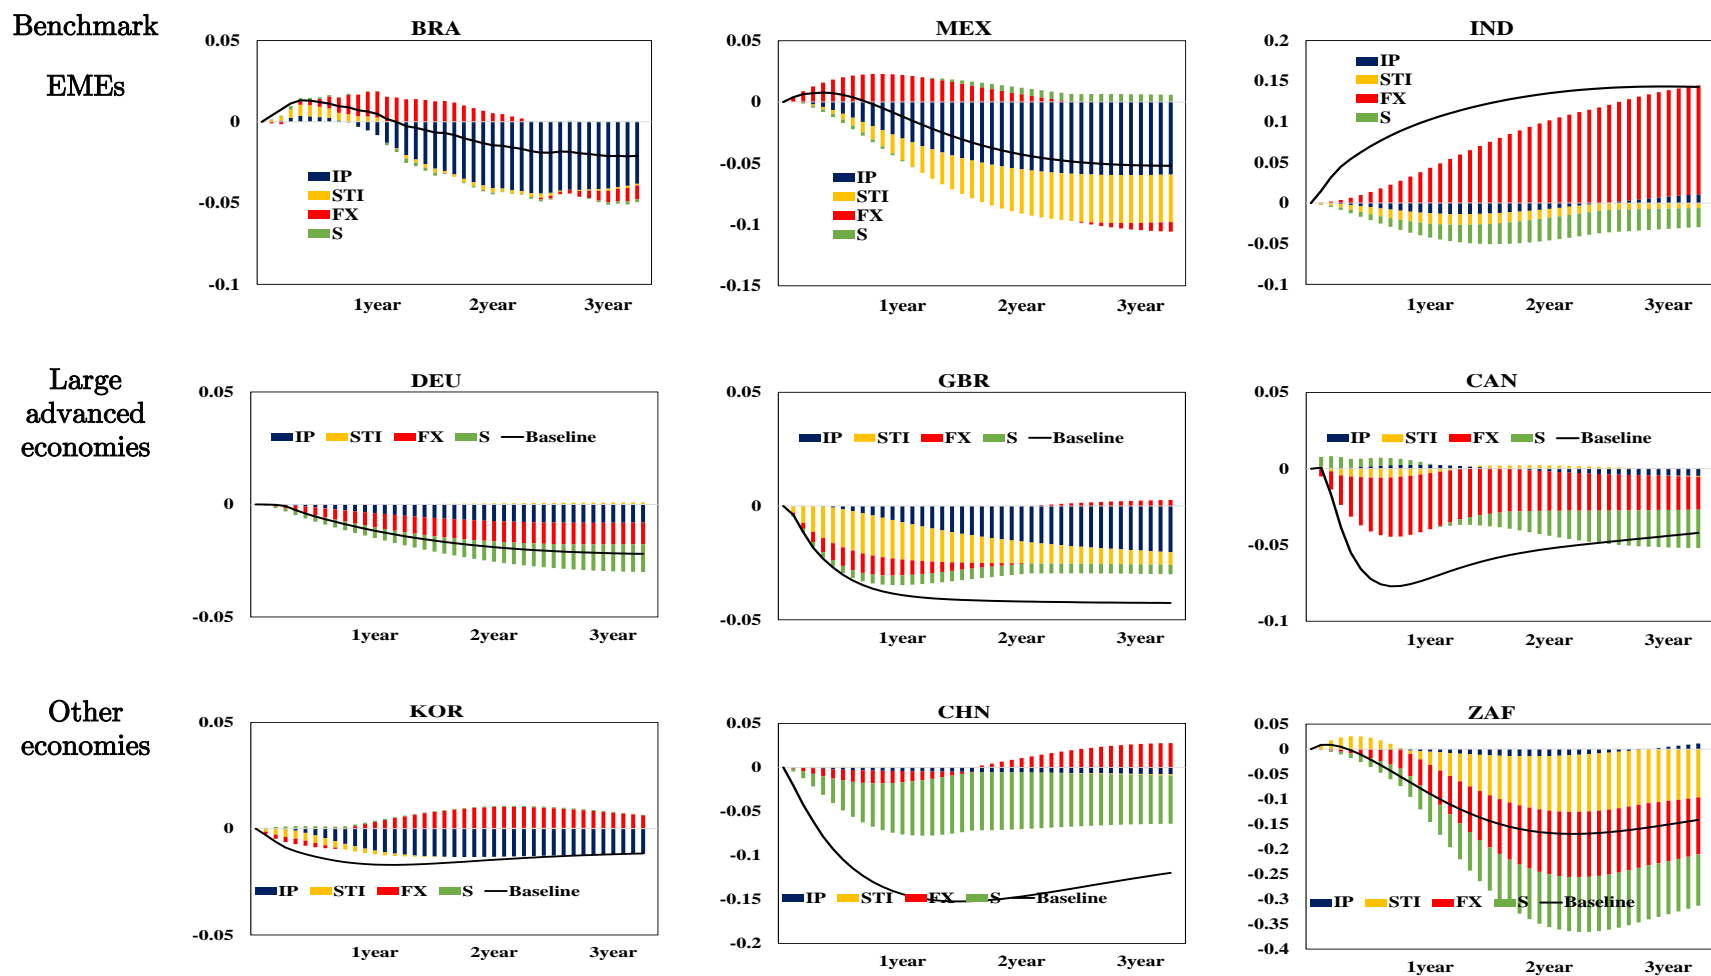 Benchmark
EMEs
BRA
0.05
0
-0.05
-0.1
IP
STI
FX
S
1year 2year 3year
MEX
0.05
0
-0.05
-0.1
-0.15
IP
STI
FX
S
1year 2year 3year
IND
0.2
0.15
0.1
0.05
0
-0.05
-0.1
IP
STI
FX
S
1year 2year 3year
Large
advanced
economies
DEU
0.05
0
-0.05
IP STI FX S Baseline
1year 2year 3year
GBR
0.05
0
-0.05
IP STI FX S Baseline
1year 2year 3year
CAN
0.05
0
-0.05
-0.1
IP STI FX S Baseline
1year 2year 3year
Other
economies
KOR
0.05
0
-0.05
IP STI FX S Baseline
1year 2year 3year
CHN
0.05
0
-0.05
-0.1
-0.15
-0.2
IP STI FX S Baseline
1year 2year 3year
ZAF
0.05
0
-0.05
-0.1
-0.15
-0.2
-0.25
-0.3
-0.35
-0.4
IP STI FX S Baseline
1year 2year 3year